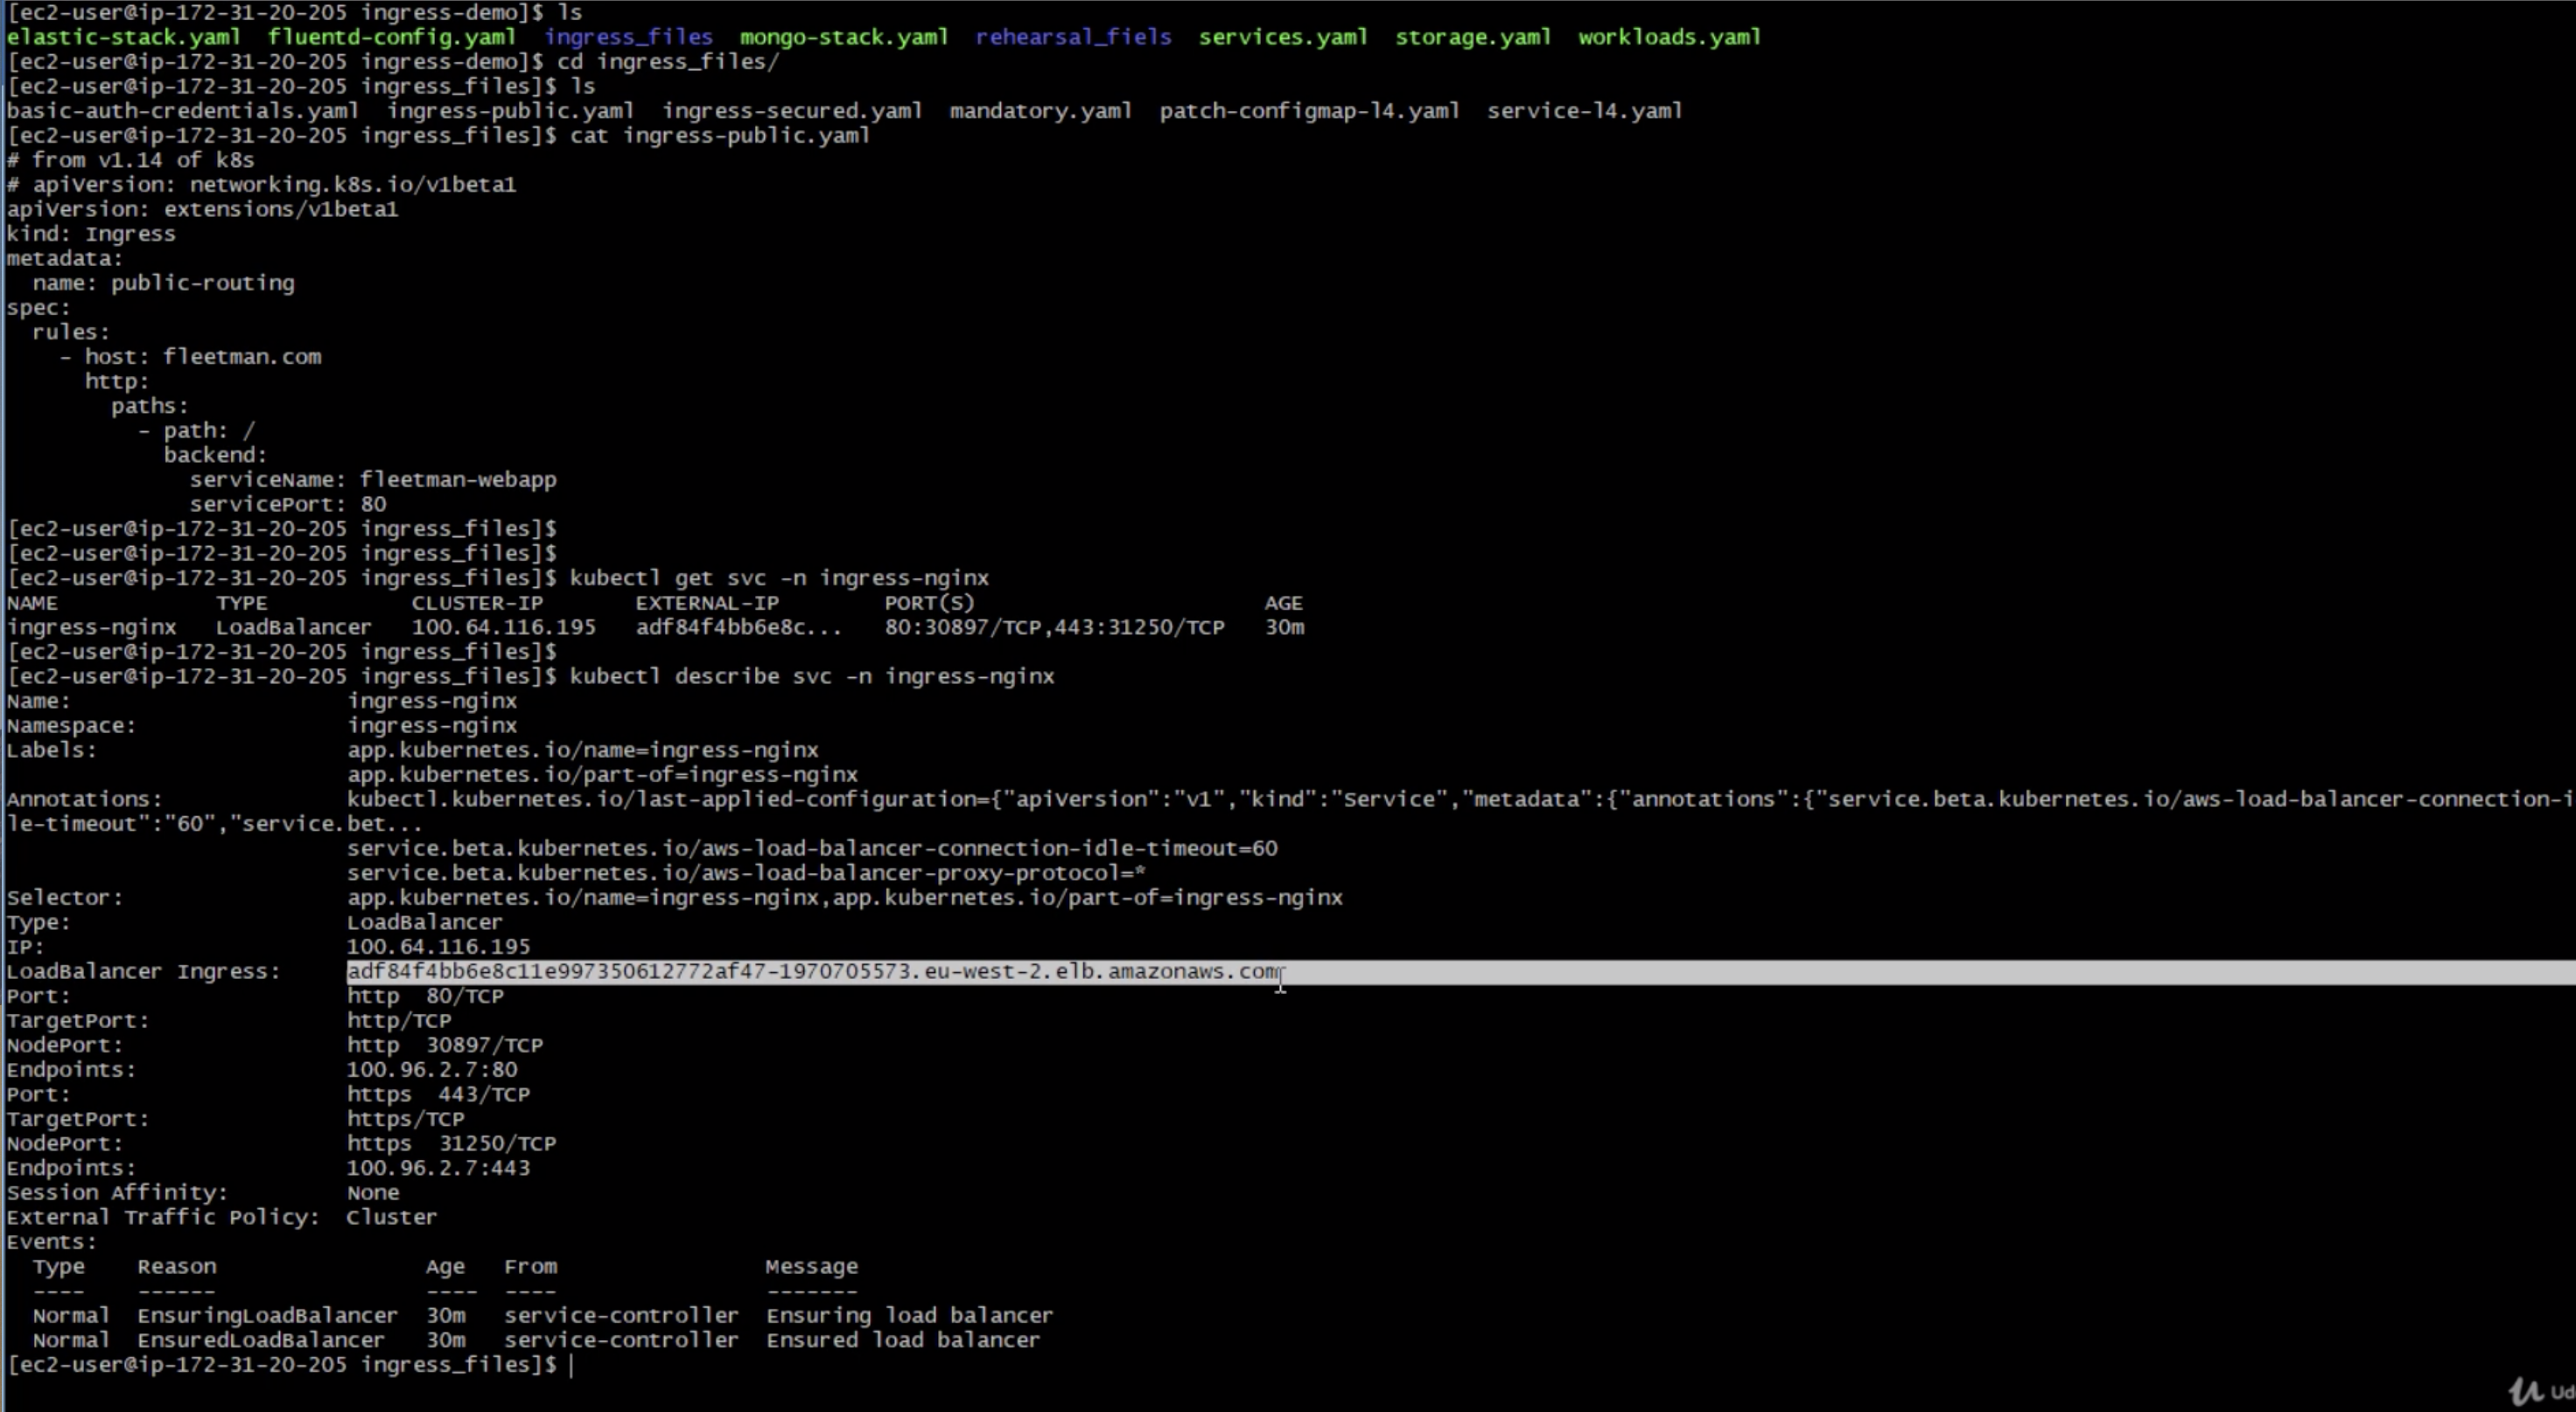 [ec2-user@ip-172-31-20-205 ingress-demo]$ ls
elastic-stack.yaml  fluentd-config.yaml  ingress_files  mongo-stack.yaml  rehearsal_fiels  services.yaml  storage.yaml  workloads.yaml
[ec2-user@ip-172-31-20-205 ingress-demo]$ cd ingress_files/
[ec2-user@ip-172-31-20-205 ingress_files]$ ls
basic-auth-credentials.yaml  ingress-public.yaml  ingress-secured.yaml  mandatory.yaml  patch-configmap-l4.yaml  service-l4.yaml
[ec2-user@ip-172-31-20-205 ingress_files]$ cat ingress-public.yaml
# from v1.14 of k8s
# apiVersion: networking.k8s.io/v1beta1
apiVersion: extensions/v1beta1
kind: Ingress
metadata:
  name: public-routing
spec:
  rules:
    - host: fleetman.com
      http:
        paths:
          - path: /
            backend:
              serviceName: fleetman-webapp
              servicePort: 80
[ec2-user@ip-172-31-20-205 ingress_files]$
[ec2-user@ip-172-31-20-205 ingress_files]$
[ec2-user@ip-172-31-20-205 ingress_files]$ kubectl get svc -n ingress-nginx
NAME            TYPE           CLUSTER-IP       EXTERNAL-IP        PORT(S)                      AGE
ingress-nginx   LoadBalancer   100.64.116.195   adf84f4bb6e8c...   80:30897/TCP,443:31250/TCP   30m
[ec2-user@ip-172-31-20-205 ingress_files]$
[ec2-user@ip-172-31-20-205 ingress_files]$ kubectl describe svc -n ingress-nginx
Name:                     ingress-nginx
Namespace:                ingress-nginx
Labels:                   app.kubernetes.io/name=ingress-nginx
                          app.kubernetes.io/part-of=ingress-nginx
Annotations:              kubectl.kubernetes.io/last-applied-configuration={"apiVersion":"v1","kind":"Service","metadata":{"annotations":{"service.beta.kubernetes.io/aws-load-balancer-connection-i
le-timeout":"60","service.bet...
                          service.beta.kubernetes.io/aws-load-balancer-connection-idle-timeout=60
                          service.beta.kubernetes.io/aws-load-balancer-proxy-protocol=*
Selector:                 app.kubernetes.io/name=ingress-nginx,app.kubernetes.io/part-of=ingress-nginx
Type:                     LoadBalancer
IP:                       100.64.116.195
LoadBalancer Ingress:     adf84f4bb6e8c11e997350612772af47-1970705573.eu-west-2.elb.amazonaws.com
Port:                     http  80/TCP
TargetPort:               http/TCP
NodePort:                 http  30897/TCP
Endpoints:                100.96.2.7:80
Port:                     https  443/TCP
TargetPort:               https/TCP
NodePort:                 https  31250/TCP
Endpoints:                100.96.2.7:443
Session Affinity:         None
External Traffic Policy:  Cluster
Events:
  Type    Reason                Age   From                Message
  ----    ------                ----  ----                -------
  Normal  EnsuringLoadBalancer  30m   service-controller  Ensuring load balancer
  Normal  EnsuredLoadBalancer   30m   service-controller  Ensured load balancer
[ec2-user@ip-172-31-20-205 ingress_files]$
Ud